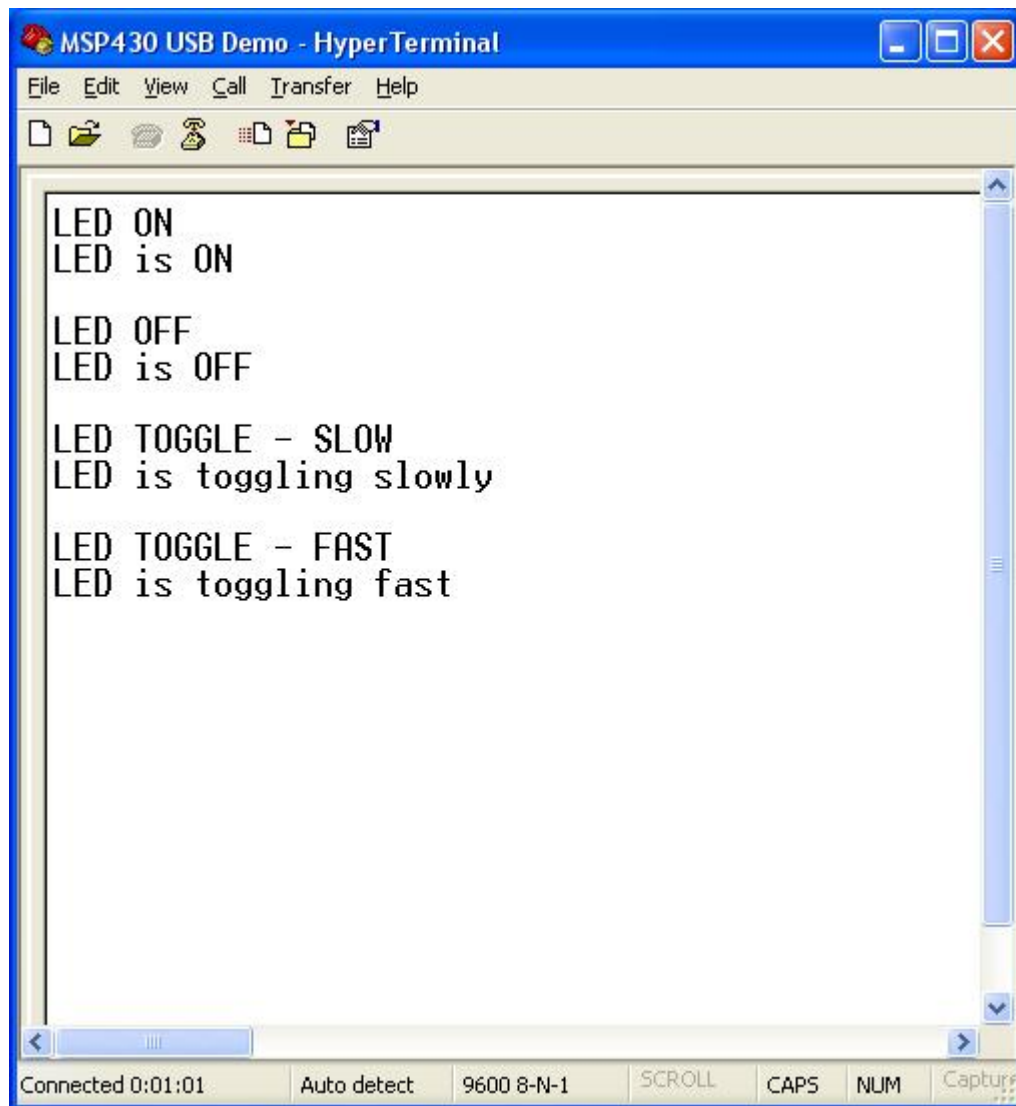 MSP430 USB Demo - HyperTerminal
File Edit View Call Transfer Help
LED ON
LED is ON
LED OFF
LED is OFF
LED TOGGLE - SLOW
LED is toggling slowly
LED TOGGLE - FAST
LED is toggling fast
Connected 0:01:01 Auto detect 9600 8-N-1 SCROLL CAPS NUM Capture